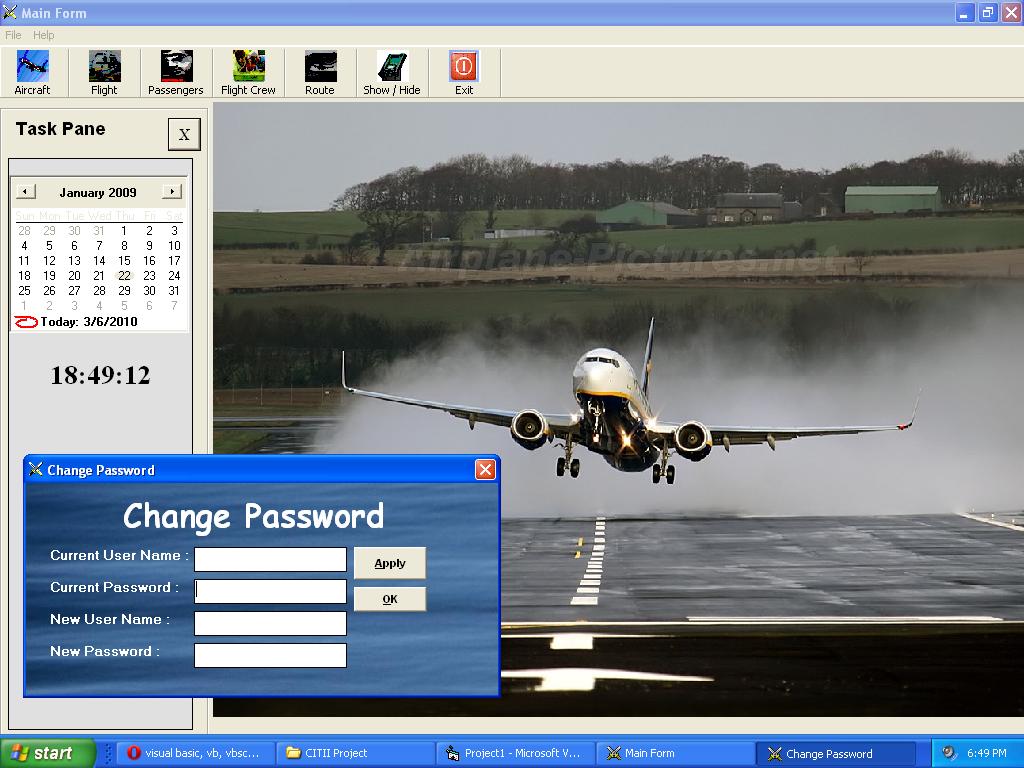 Main Form
File Help
Aircraft Flight Passengers Flight Crew Route Show / Hide Exit
Task Pane X
January 2009
Sun Mon Tue Wed Thu Fri Sat
28 29 30 31 1 2 3
4 5 6 7 8 9 10
11 12 13 14 15 16 17
18 19 20 21 22 23 24
25 26 27 28 29 30 31
1 2 3 4 5 6 7
Today: 3/6/2010
18:49:12
Airplane-Pictures.net
Change Password
Change Password
Current User Name :
Apply
Current Password :
OK
New User Name :
New Password :
start visual basic, vb, vbsc... CITII Project Project1 - Microsoft V... Main Form Change Password 6:49 PM